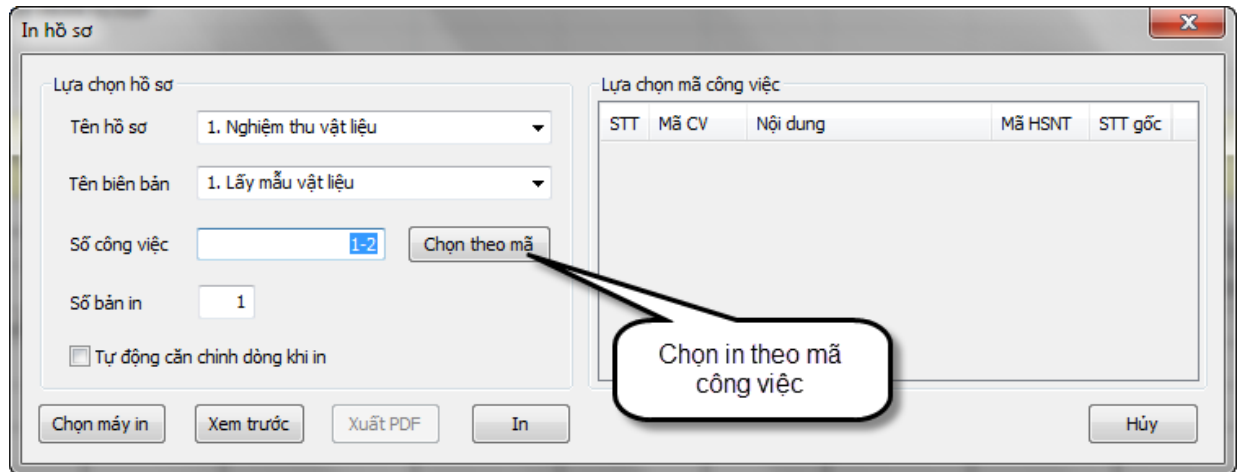 In hồ sơ
X
Lựa chọn hồ sơ
Tên hồ sơ
1. Nghiệm thu vật liệu
Tên biên bản
1. Lấy mẫu vật liệu
Số công việc
1-2
Chọn theo mã
Số bản in
1
Tự động căn chỉnh dòng khi in
Lựa chọn mã công việc
STT Mã CV Nội dung Mã HSNT STT gốc
Chọn in theo mã
công việc
Chọn máy in
Xem trước
Xuất PDF
In
Hủy